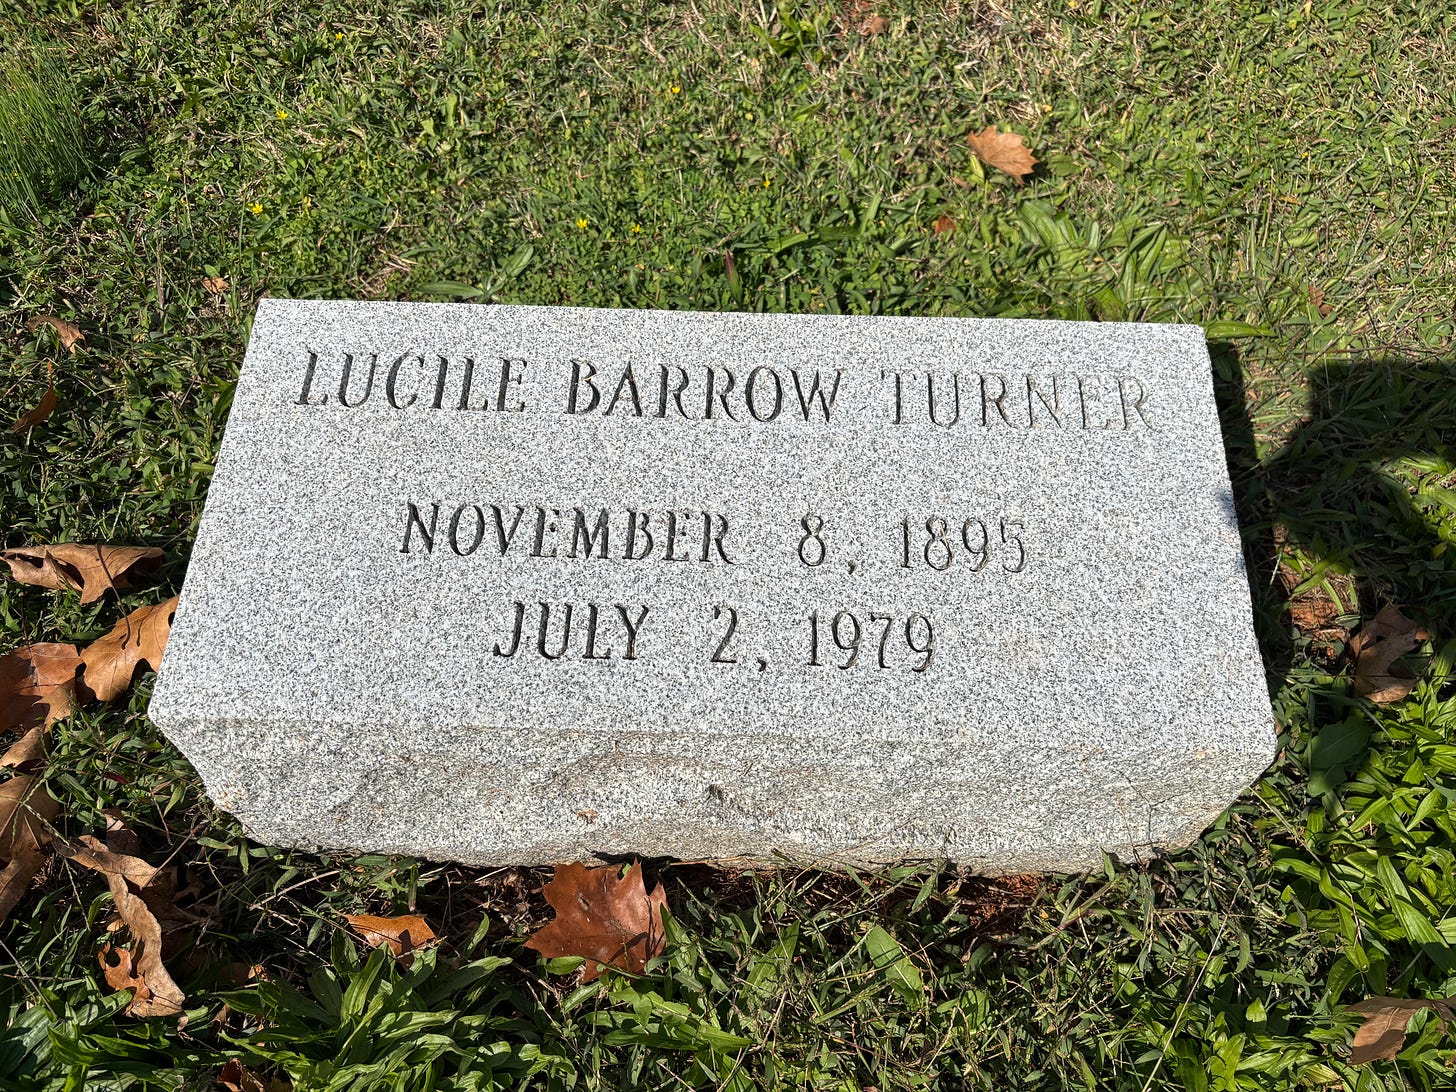 LUCILE BARROW TURNER
NOVEMBER 8, 1895
JULY 2, 1979